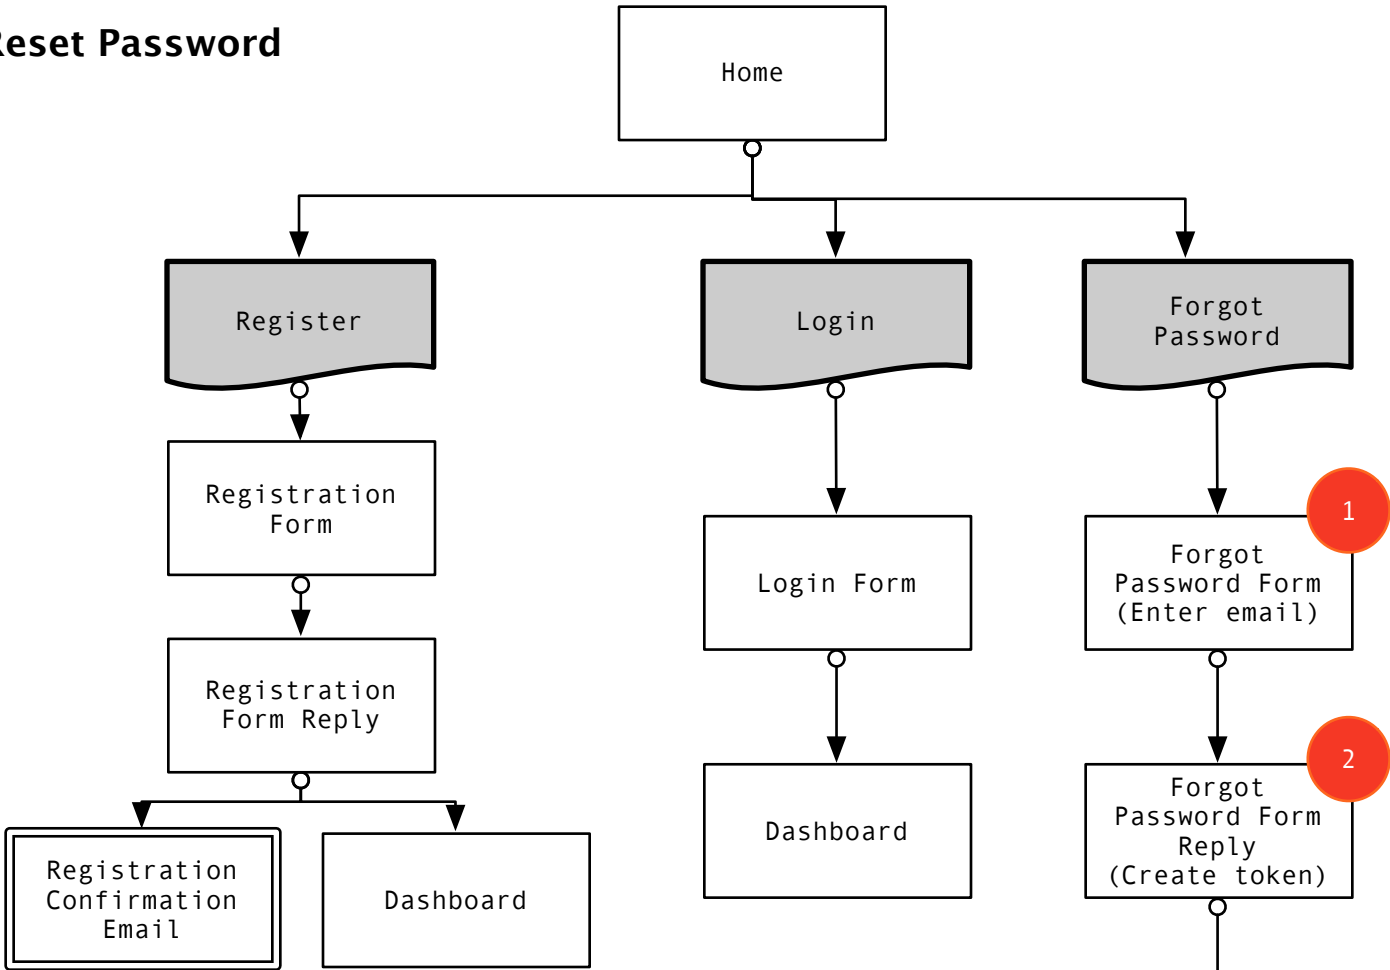 Reset Password
Home
Register
Login
Forgot
Password
Registration
Form
Login Form
1
Forgot
Password Form
(Enter email)
Registration
Form Reply
Dashboard
2
Forgot
Password Form
Reply
(Create token)
Registration
Confirmation
Email
Dashboard